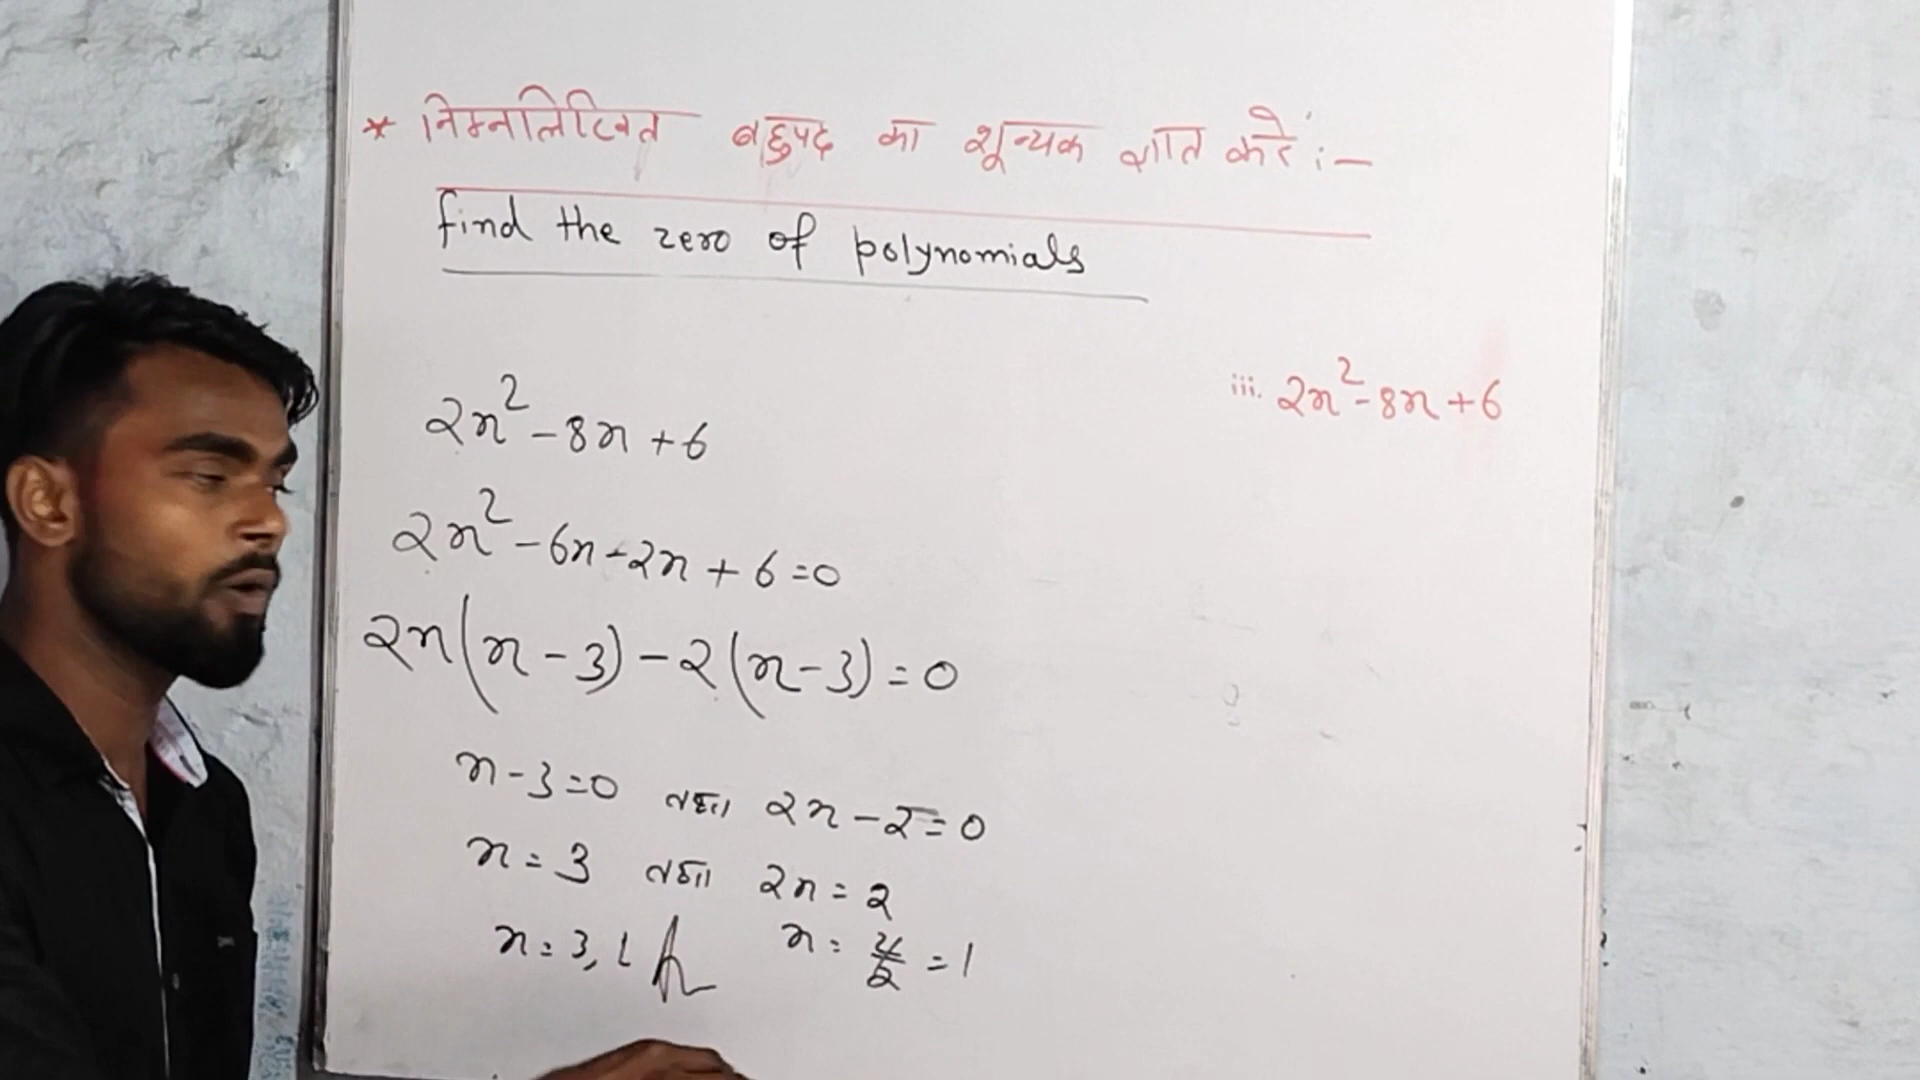 * निम्नलिखित बहुपद का शून्यक ज्ञात करें :-
find the zero of polynomials
iii. 2x²-8x+6
2x²-8x+6
2x²-6x-2x+6=0
2x(x-3)-2(x-3)=0
x-3=0 तथा 2x-2=0
x=3 तथा 2x=2
x=3,1 x=2/2=1